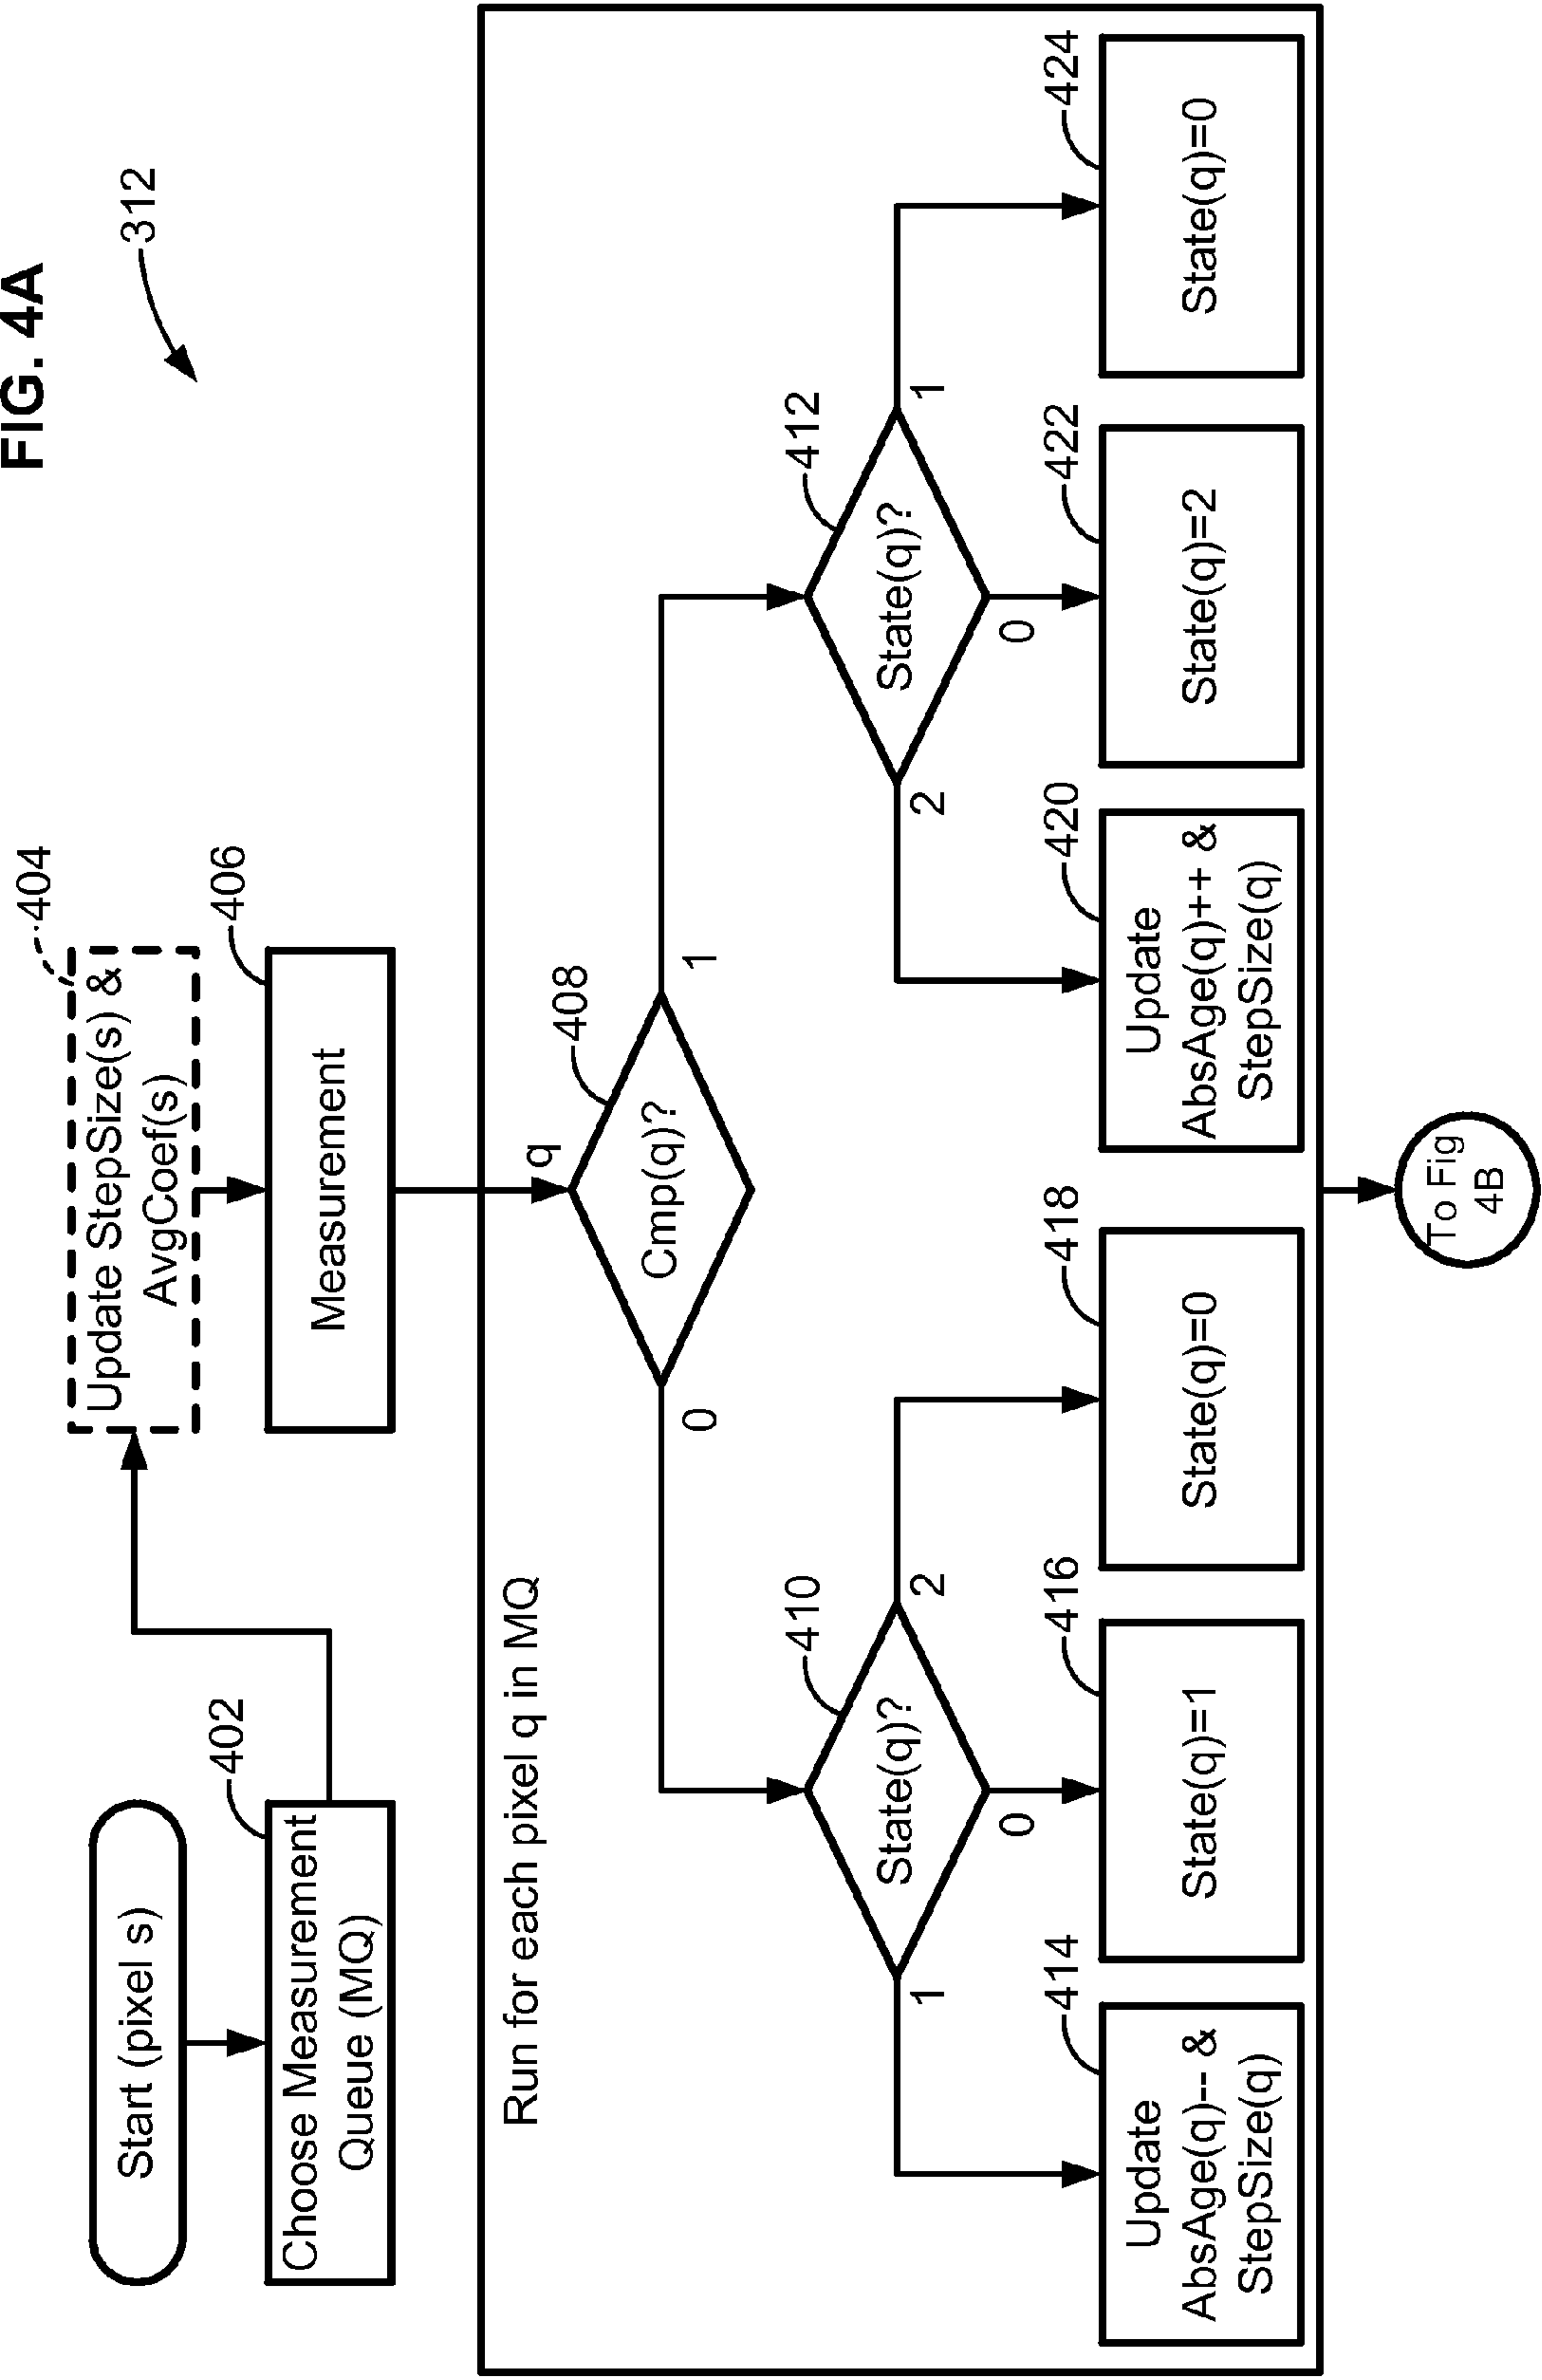 FIG. 4A
312
Start (pixel s)
402
Choose Measurement
Queue (MQ)
404
Update StepSize(s) &
AvgCoef(s)
406
Measurement
Run for each pixel q in MQ
q
408
Cmp(q)?
0
1
410
State(q)?
1
0
2
412
State(q)?
2
0
1
414
Update
AbsAge(q)-- &
StepSize(q)
416
State(q)=1
418
State(q)=0
420
Update
AbsAge(q)++ &
StepSize(q)
422
State(q)=2
424
State(q)=0
To Fig
4B